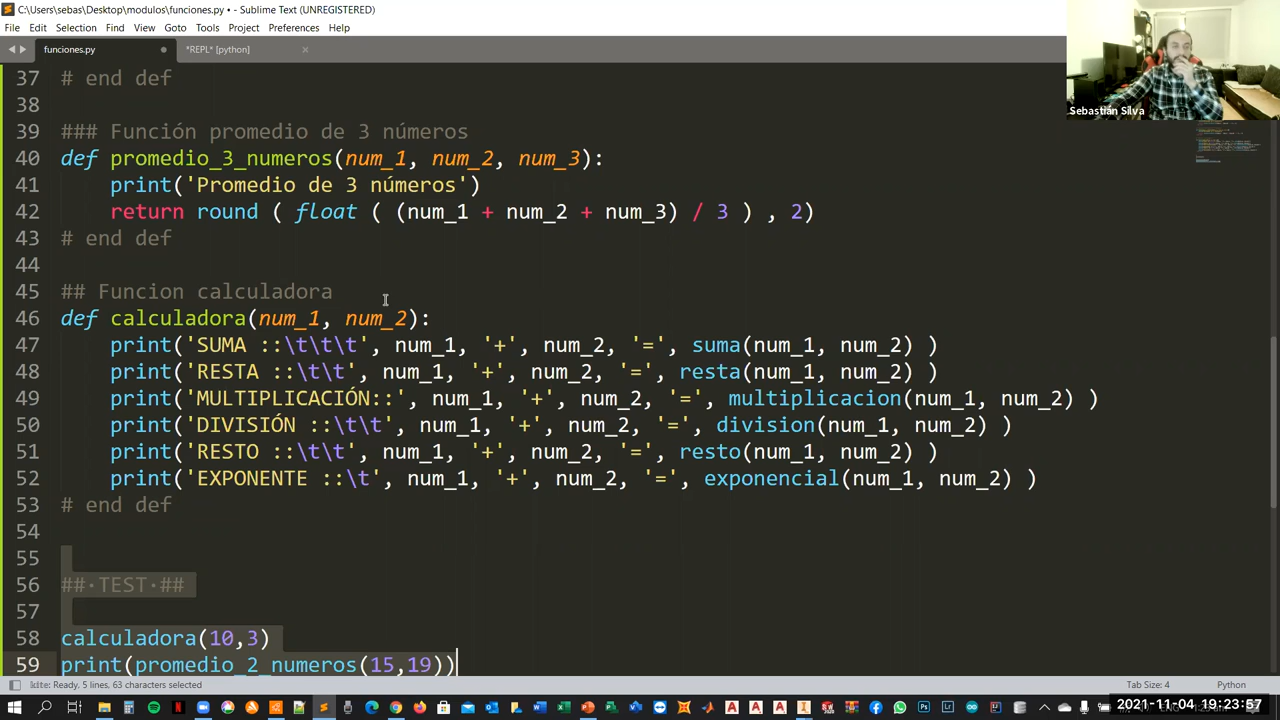 C:\Users\sebas\Desktop\modulos\funciones.py • - Sublime Text (UNREGISTERED)
File Edit Selection Find View Goto Tools Project Preferences Help
funciones.py
*REPL* [python]
Sebastián Silva
37 # end def
38
39 ### Función promedio de 3 números
40 def promedio_3_numeros(num_1, num_2, num_3):
41 print('Promedio de 3 números')
42 return round ( float ( (num_1 + num_2 + num_3) / 3 ) , 2)
43 # end def
44
45 ## Funcion calculadora
46 def calculadora(num_1, num_2):
47 print('SUMA ::\t\t\t', num_1, '+', num_2, '=', suma(num_1, num_2) )
48 print('RESTA ::\t\t', num_1, '+', num_2, '=', resta(num_1, num_2) )
49 print('MULTIPLICACIÓN::', num_1, '+', num_2, '=', multiplicacion(num_1, num_2) )
50 print('DIVISIÓN ::\t\t', num_1, '+', num_2, '=', division(num_1, num_2) )
51 print('RESTO ::\t\t', num_1, '+', num_2, '=', resto(num_1, num_2) )
52 print('EXPONENTE ::\t', num_1, '+', num_2, '=', exponencial(num_1, num_2) )
53 # end def
54
55
56 ## TEST ##
57
58 calculadora(10,3)
59 print(promedio_2_numeros(15,19))
Ready, 5 lines, 63 characters selected
Tab Size: 4
Python
2021-11-04 19:23:57